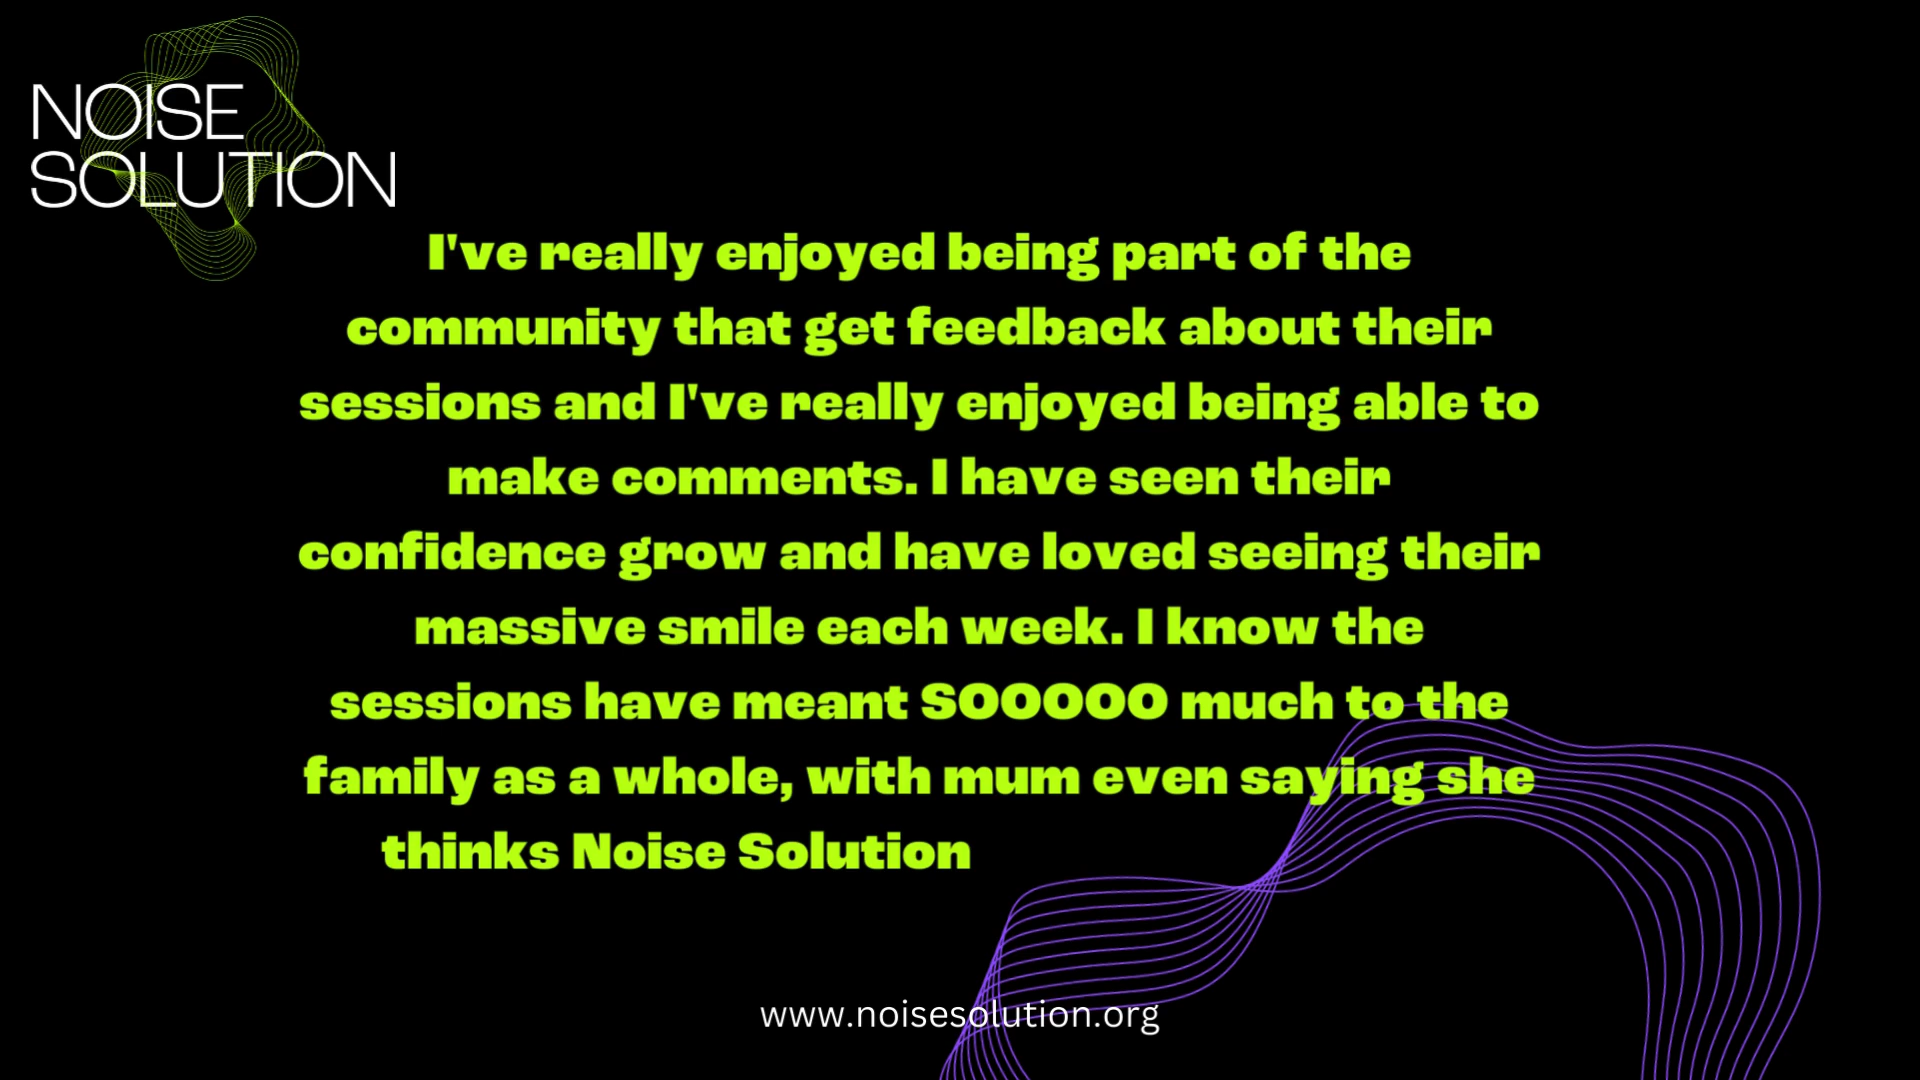 NOISE
SOLUTION
I've really enjoyed being part of the
community that get feedback about their
sessions and I've really enjoyed being able to
make comments. I have seen their
confidence grow and have loved seeing their
massive smile each week. I know the
sessions have meant SOOOOO much to the
family as a whole, with mum even saying she
thinks Noise Solution
www.noisesolution.org